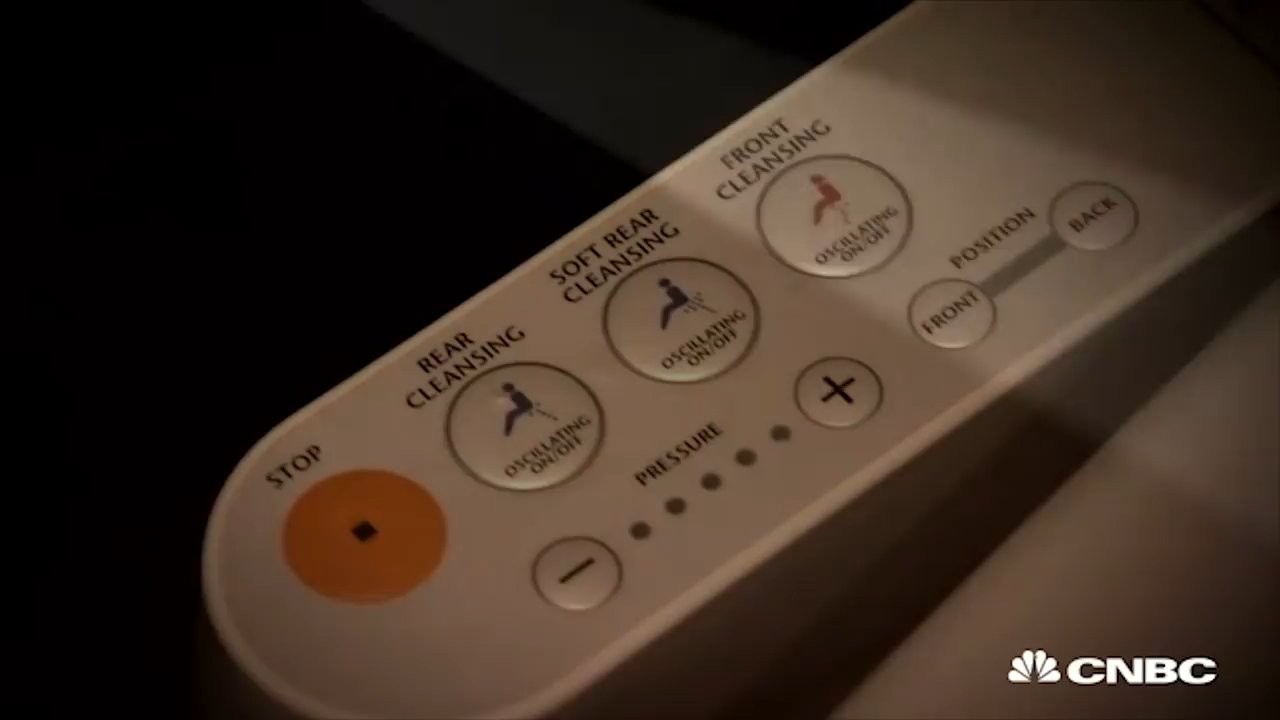 STOP
REAR
CLEANSING
OSCILLATING
ON/OFF
SOFT REAR
CLEANSING
OSCILLATING
ON/OFF
FRONT
CLEANSING
OSCILLATING
ON/OFF
PRESSURE
POSITION
FRONT
BACK
CNBC